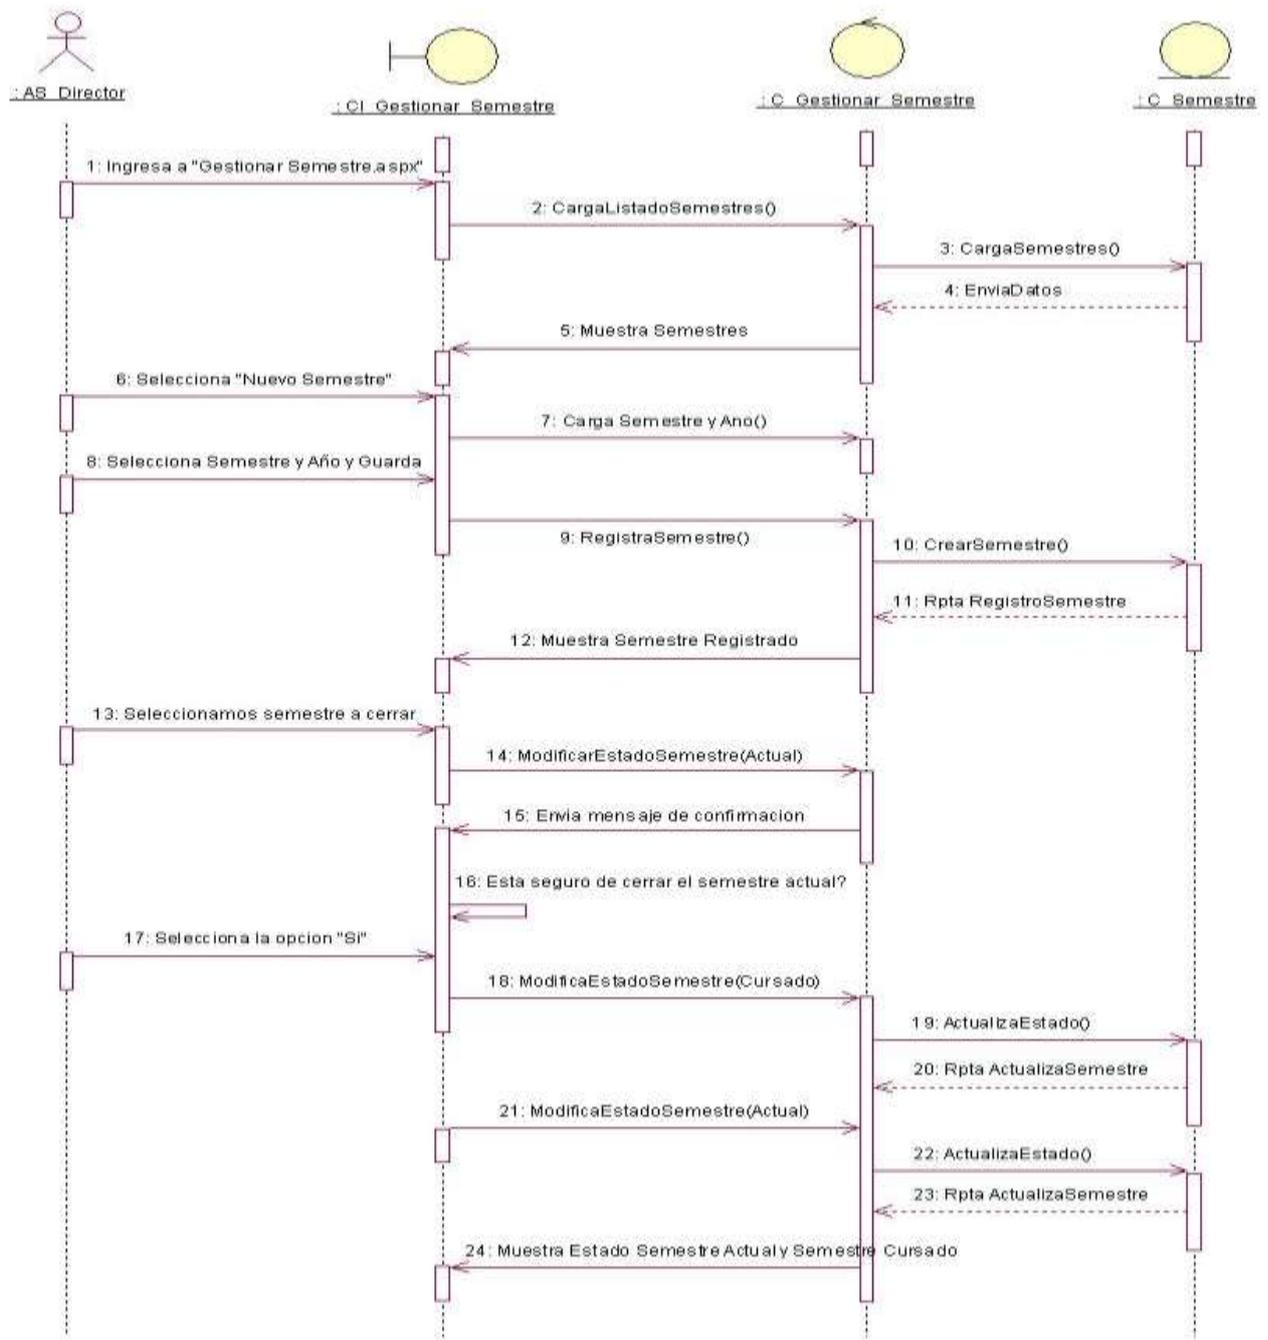 : AS_Director
: CI_Gestionar_Semestre
: C_Gestionar_Semestre
: C_Semestre
1: Ingresa a "Gestionar Semestre.aspx"
2: CargaListadoSemestres()
3: CargaSemestres()
4: EnviaDatos
5: Muestra Semestres
6: Selecciona "Nuevo Semestre"
7: Carga Semestre y Ano()
8: Selecciona Semestre y Año y Guarda
9: RegistraSemestre()
10: CrearSemestre()
11: Rpta RegistroSemestre
12: Muestra Semestre Registrado
13: Seleccionamos semestre a cerrar
14: ModificarEstadoSemestre(Actual)
15: Envia mensaje de confirmacion
16: Esta seguro de cerrar el semestre actual?
17: Selecciona la opcion "Si"
18: ModificaEstadoSemestre(Cursado)
19: ActualizaEstado()
20: Rpta ActualizaSemestre
21: ModificaEstadoSemestre(Actual)
22: ActualizaEstado()
23: Rpta ActualizaSemestre
24: Muestra Estado Semestre Actual y Semestre Cursado